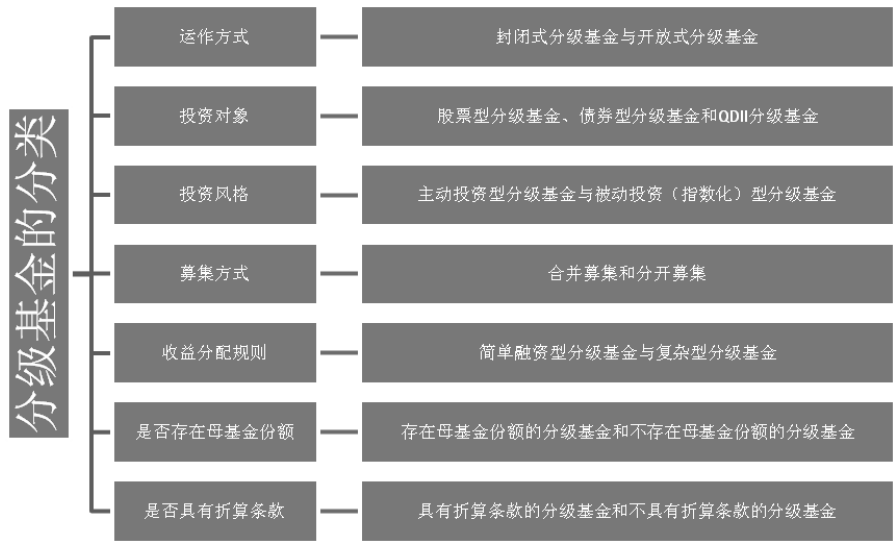 分级基金的分类
运作方式
封闭式分级基金与开放式分级基金
投资对象
股票型分级基金、债券型分级基金和QDII分级基金
投资风格
主动投资型分级基金与被动投资（指数化）型分级基金
募集方式
合并募集和分开募集
收益分配规则
简单融资型分级基金与复杂型分级基金
是否存在母基金份额
存在母基金份额的分级基金和不存在母基金份额的分级基金
是否具有折算条款
具有折算条款的分级基金和不具有折算条款的分级基金